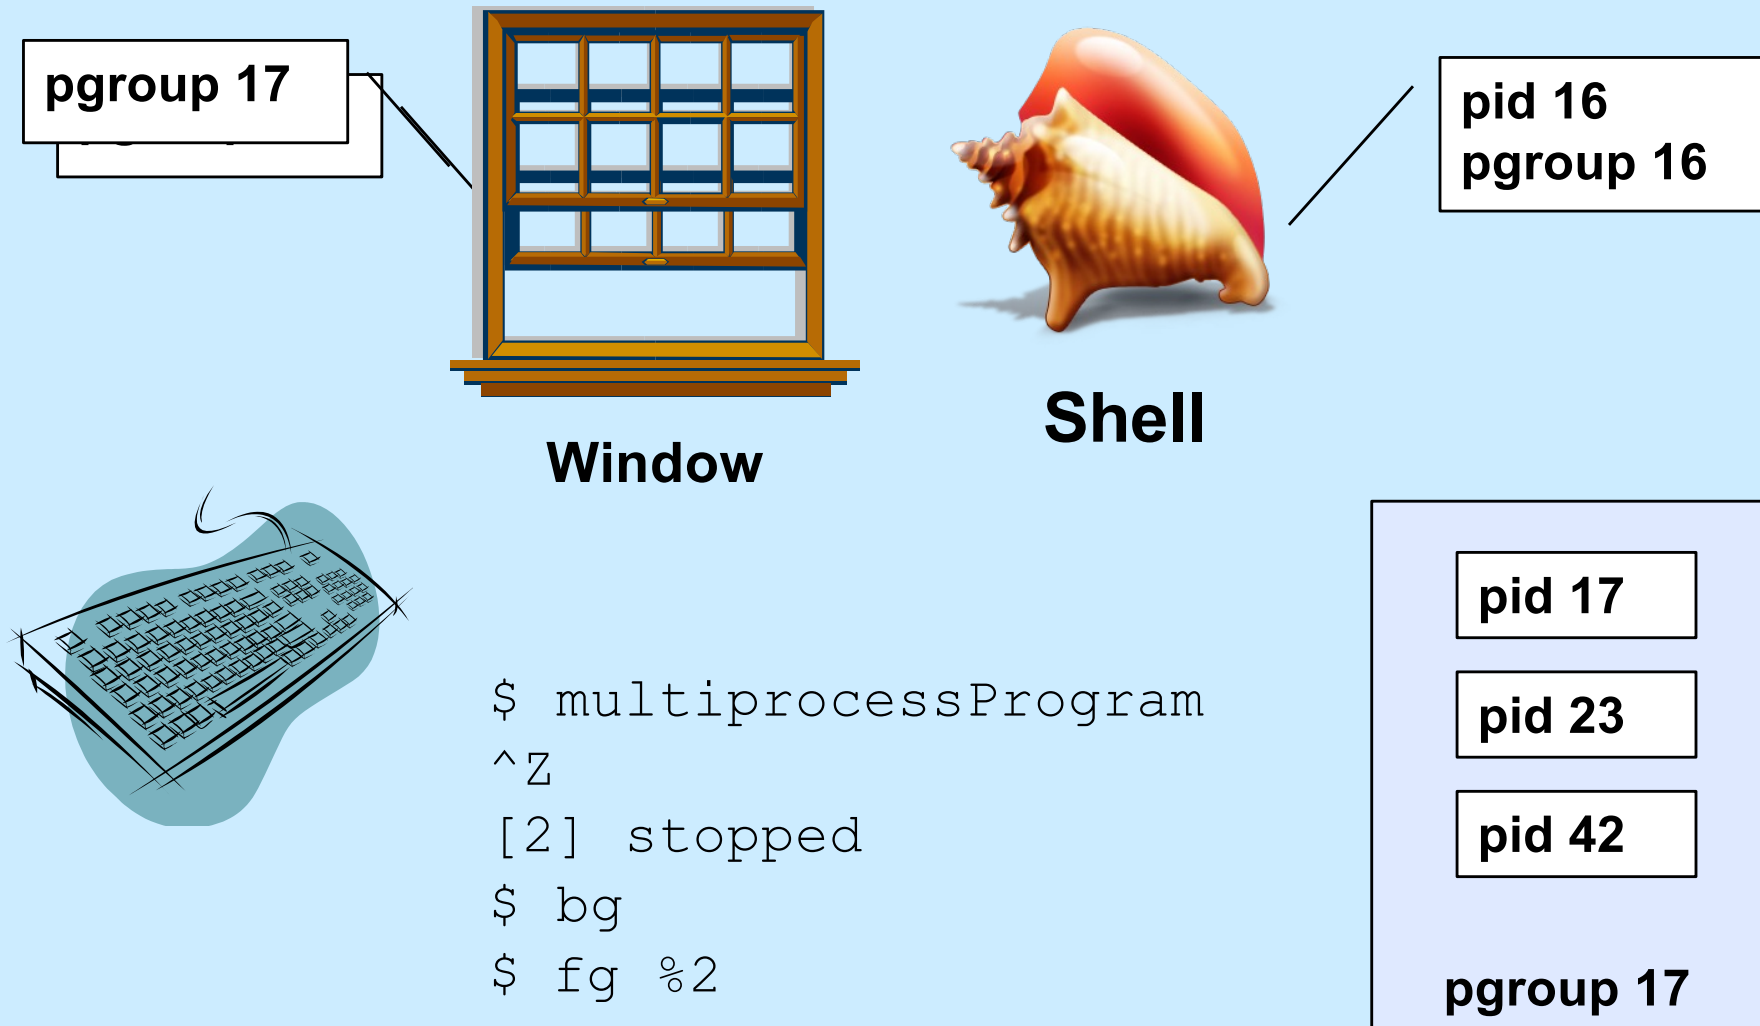 pgroup 17
pid 16
pgroup 16
Shell
Window
$ multiprocessProgram
^Z
[2] stopped
$ bg
$ fg %2
pid 17
pid 23
pid 42
pgroup 17